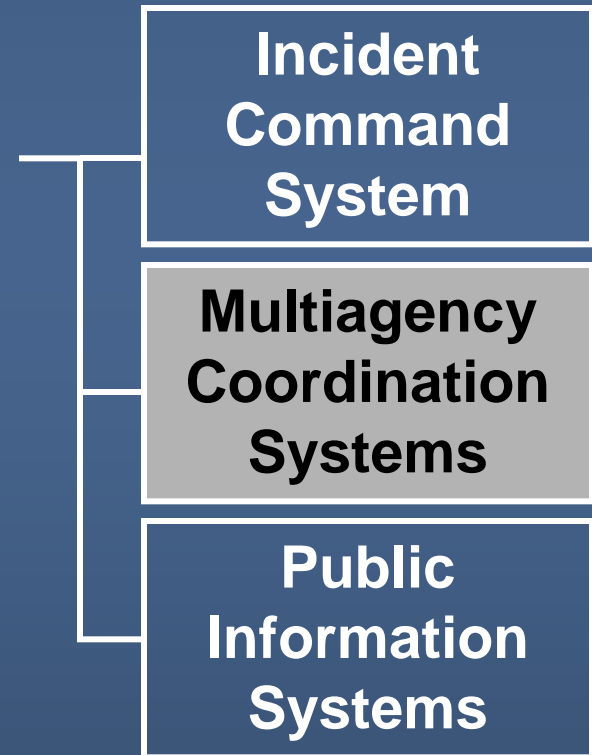 Incident
Command
System
Multiagency
Coordination
Systems
Public
Information
Systems